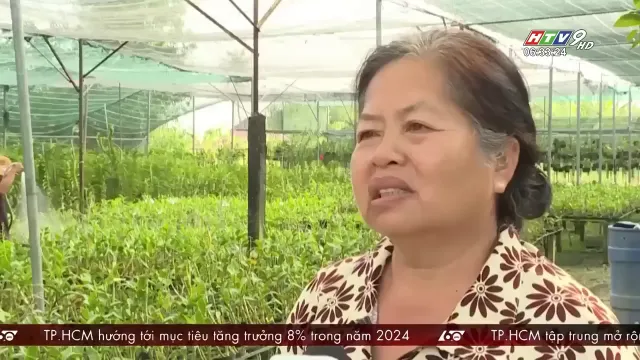 HTV9 HD
06:33:24
TP.HCM hướng tới mục tiêu tăng trưởng 8% trong năm 2024 TP.HCM tập trung mở r